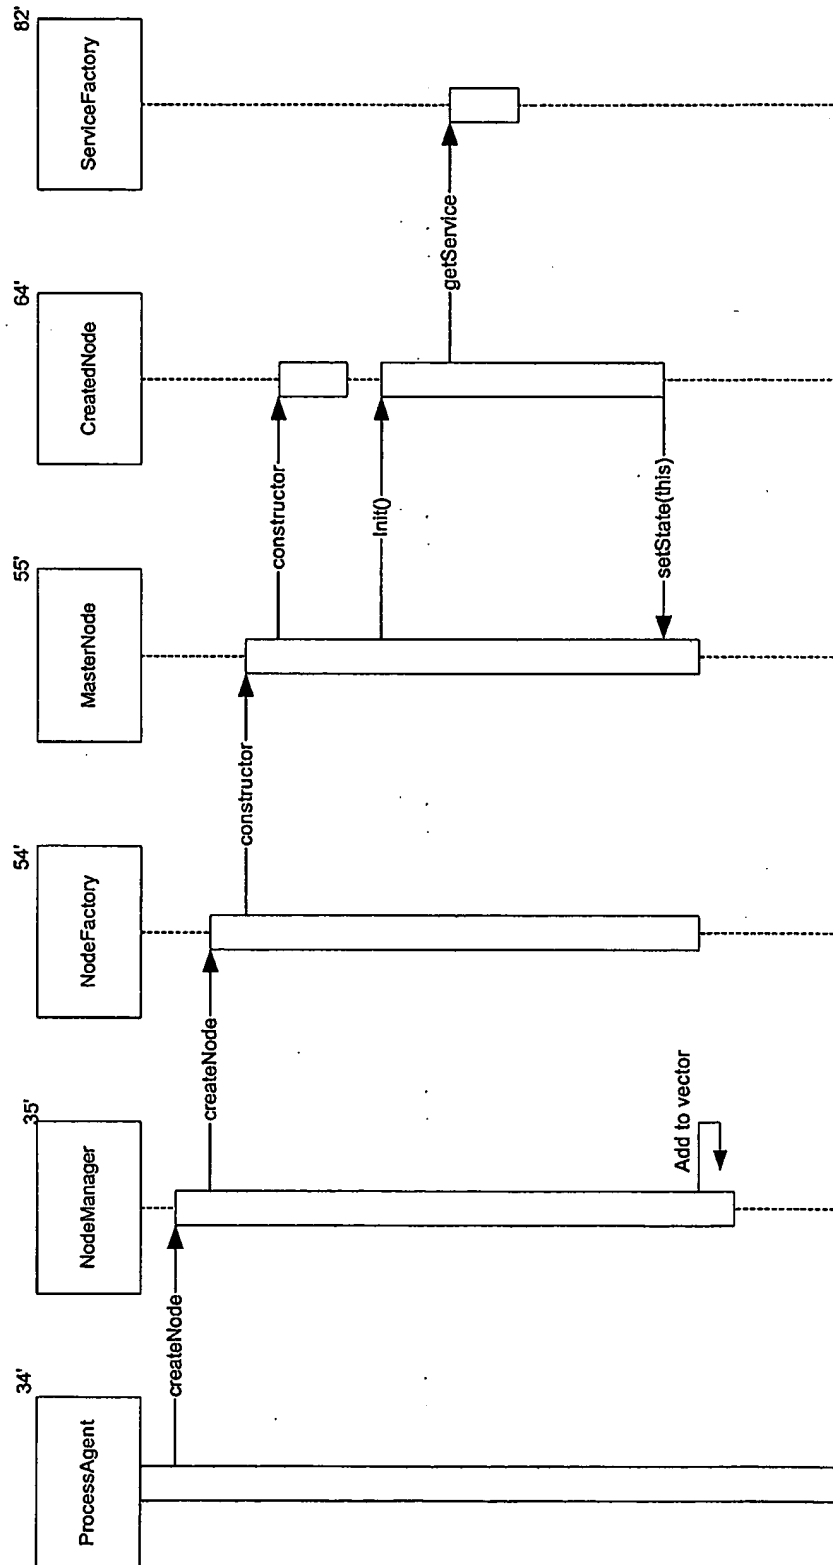 34'
ProcessAgent
35'
NodeManager
54'
NodeFactory
55'
MasterNode
64'
CreatedNode
82'
ServiceFactory
createNode
createNode
constructor
constructor
Init()
getService
setState(this)
Add to vector